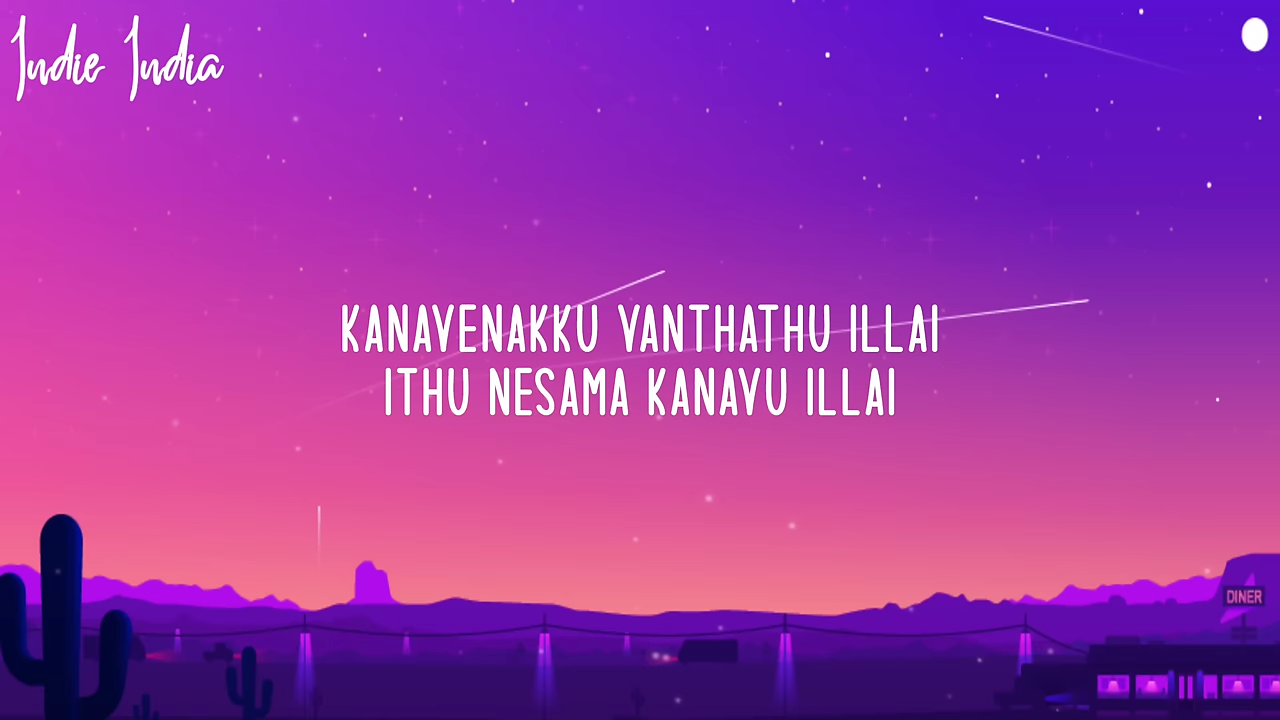 Indie India
KANAVENAKKU VANTHATHU ILLAI
ITHU NESAMA KANAVU ILLAI
DINER